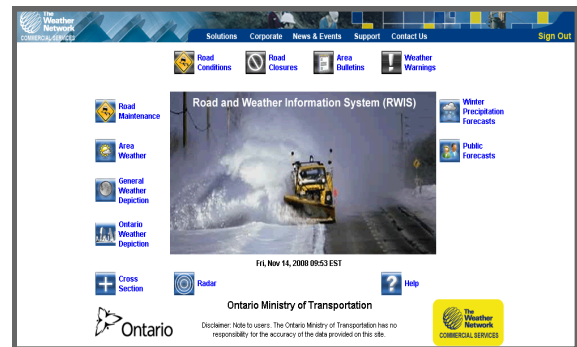 The
Weather
Network
COMMERCIAL SERVICES
Solutions Corporate News & Events Support Contact Us Sign Out
Road
Conditions
Road
Closures
Area
Bulletins
Weather
Warnings
Road
Maintenance
Road and Weather Information System (RWIS)
Winter
Precipitation
Forecasts
Area
Weather
Public
Forecasts
General
Weather
Depiction
Ontario
Weather
Depiction
Fri, Nov 14, 2008 09:53 EST
Cross
Section
Radar
Help
Ontario Ministry of Transportation
Ontario
Disclaimer: Note to users. The Ontario Ministry of Transportation has no
responsibility for the accuracy of the data provided on this site.
The
Weather
Network
COMMERCIAL SERVICES